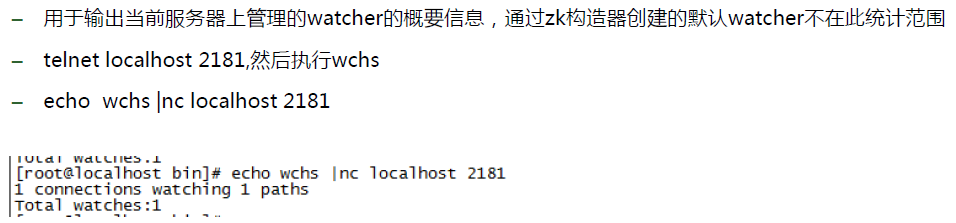 – 用于输出当前服务器上管理的watcher的概要信息，通过zk构造器创建的默认watcher不在此统计范围
– telnet localhost 2181,然后执行wchs
– echo  wchs |nc localhost 2181
Total watches:1
[root@localhost bin]# echo wchs |nc localhost 2181
1 connections watching 1 paths
Total watches:1